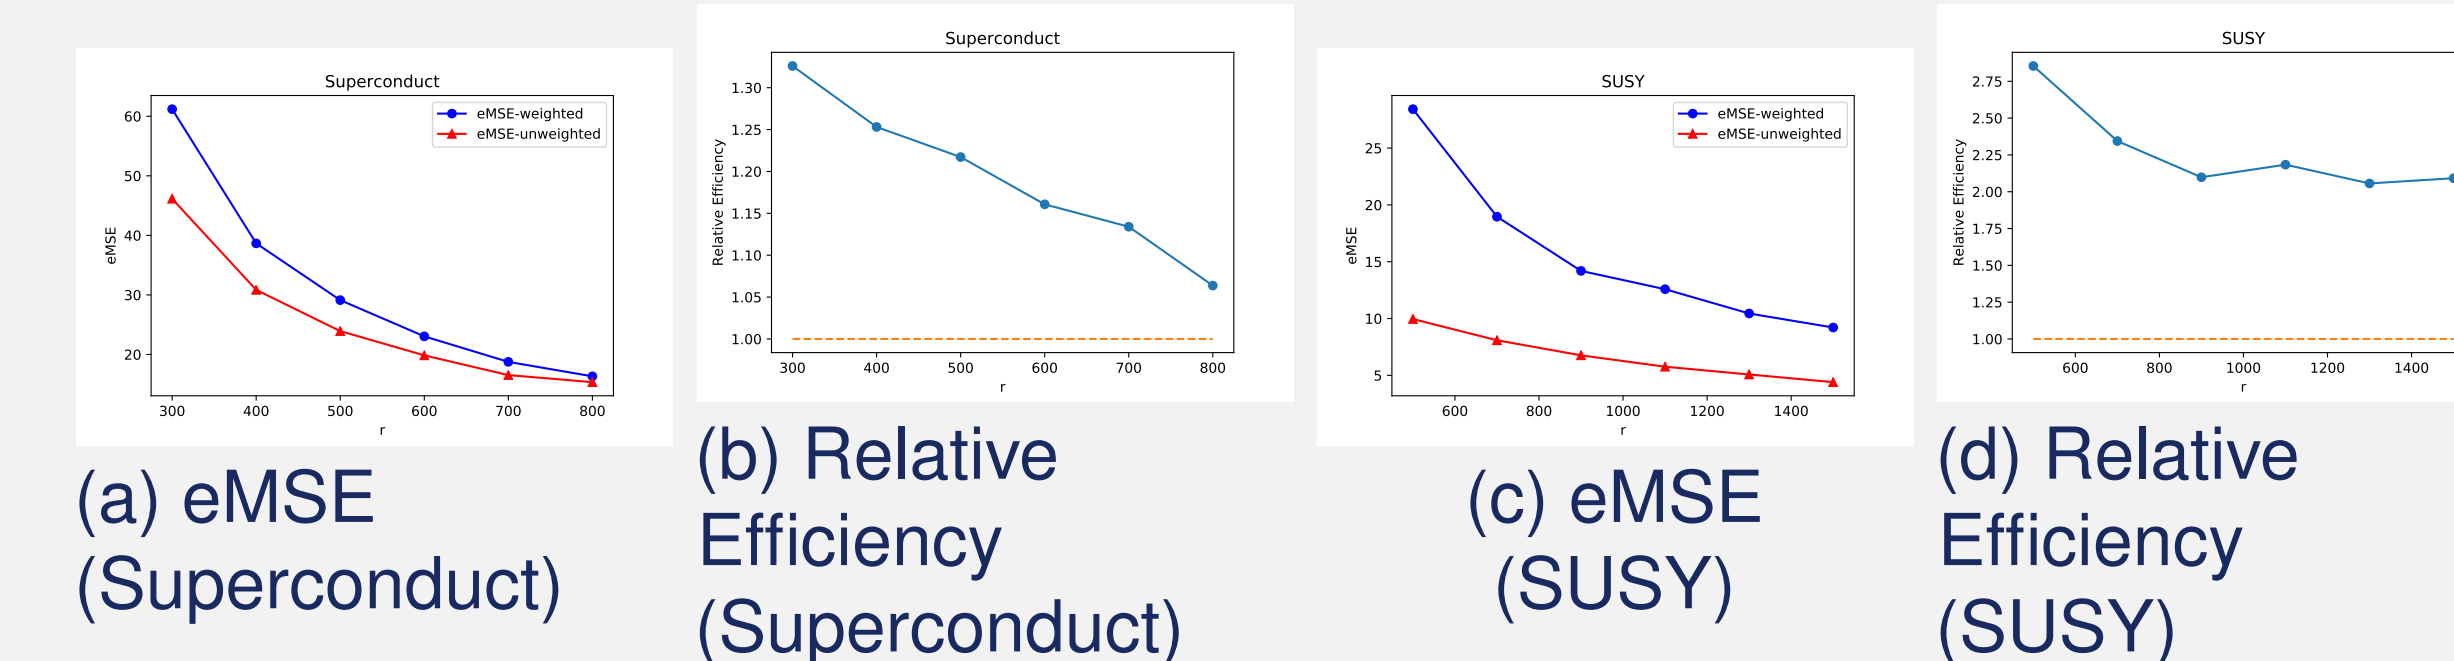 Superconduct
eMSE-weighted
eMSE-unweighted
60
50
40
30
20
eMSE
300 400 500 600 700 800
r
(a) eMSE
(Superconduct)
Superconduct
1.30
1.25
1.20
1.15
1.10
1.05
1.00
Relative Efficiency
300 400 500 600 700 800
r
(b) Relative
Efficiency
(Superconduct)
SUSY
eMSE-weighted
eMSE-unweighted
25
20
15
10
5
eMSE
600 800 1000 1200 1400
r
(c) eMSE
(SUSY)
SUSY
2.75
2.50
2.25
2.00
1.75
1.50
1.25
1.00
Relative Efficiency
600 800 1000 1200 1400
r
(d) Relative
Efficiency
(SUSY)